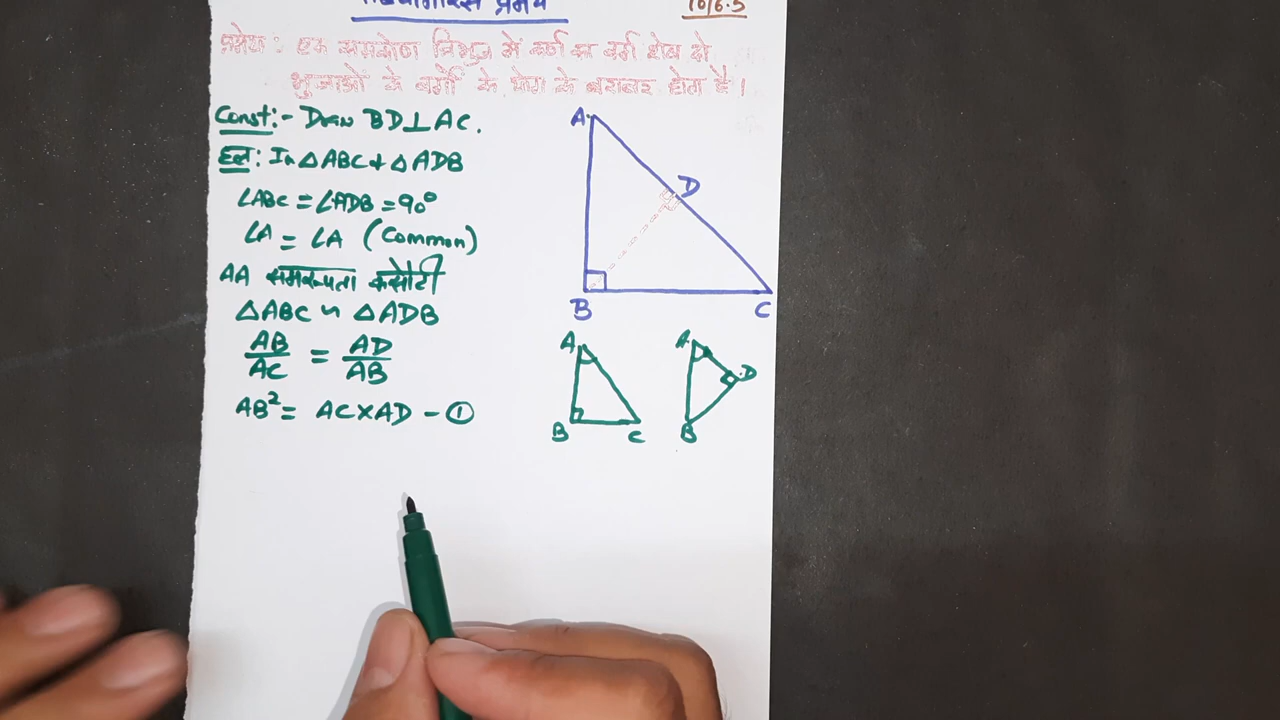 पाइथागोरस प्रमेय
10/6.5
प्रमेय : एक समकोण त्रिभुज में कर्ण का वर्ग शेष दो
भुजाओं के वर्गों के योग के बराबर होता है।
Const:- Draw BD⊥AC.
हल: In △ABC & △ADB
∠ABC = ∠ADB = 90°
∠A = ∠A (Common)
AA समरूपता कसौटी
△ABC ~ △ADB
AB/AC = AD/AB
AB² = AC×AD - ①
A
D
B
C
A
B
C
A
D
B